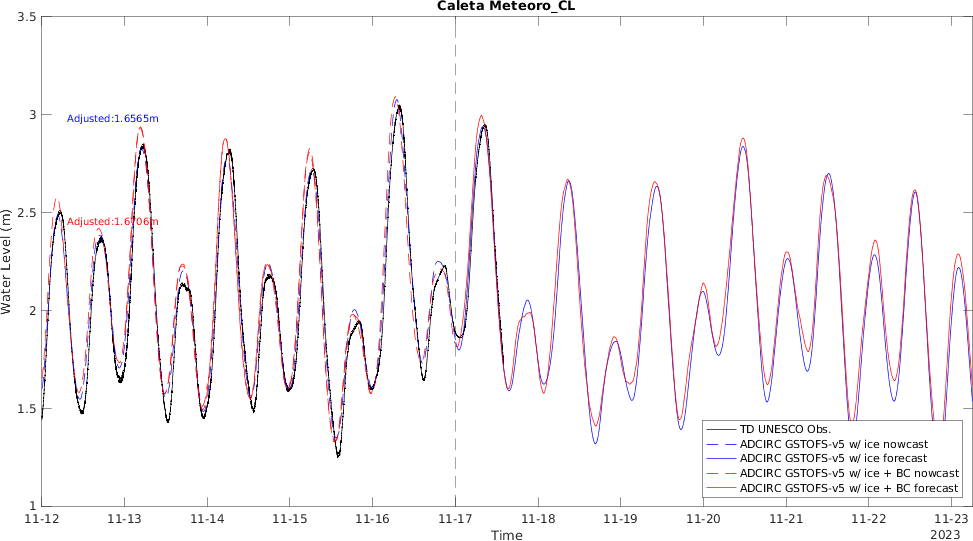 Caleta Meteoro_CL
3.5
3
2.5
2
1.5
1
Water Level (m)
Adjusted:1.6565m
TD UNESCO Obs.
ADCIRC GSTOFS-v5 w/ ice nowcast
ADCIRC GSTOFS-v5 w/ ice forecast
ADCIRC GSTOFS-v5 w/ ice + BC nowcast
ADCIRC GSTOFS-v5 w/ ice + BC forecast
11-12 11-13 11-14 11-15 11-16 11-17 11-18 11-19 11-20 11-21 11-22 11-23
Time
2023